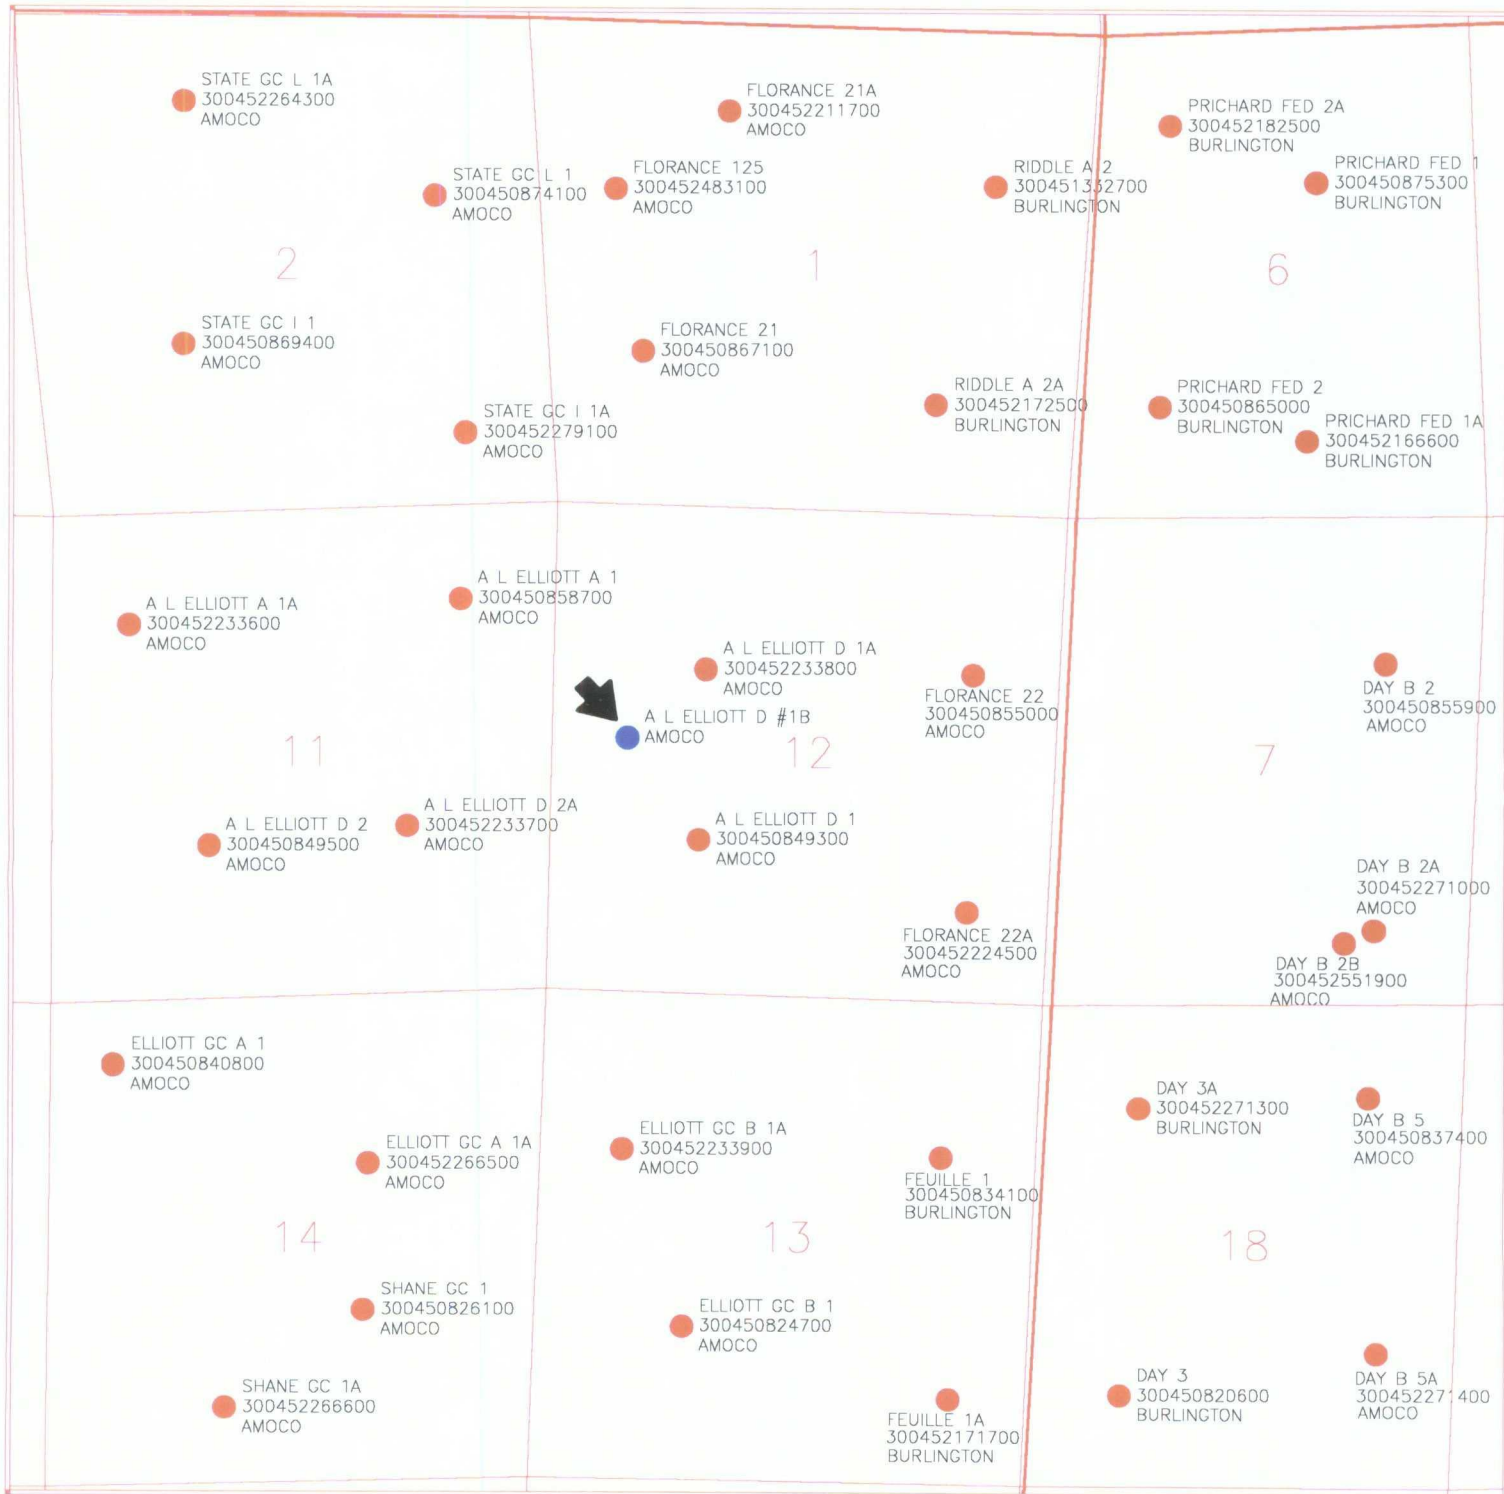 STATE GC L 1A
300452264300
AMOCO
STATE GC L 1
300450874100
AMOCO
2
STATE GC I 1
300450869400
AMOCO
STATE GC I 1A
300452279100
AMOCO
FLORANCE 21A
300452211700
AMOCO
FLORANCE 125
300452483100
AMOCO
RIDDLE A 2
300451332700
BURLINGTON
1
FLORANCE 21
300450867100
AMOCO
RIDDLE A 2A
300452172500
BURLINGTON
PRICHARD FED 2A
300452182500
BURLINGTON
PRICHARD FED 1
300450875300
BURLINGTON
6
PRICHARD FED 2
300450865000
BURLINGTON
PRICHARD FED 1A
300452166600
BURLINGTON
A L ELLIOTT A 1
300450858700
AMOCO
A L ELLIOTT A 1A
300452233600
AMOCO
11
A L ELLIOTT D 2A
300452233700
AMOCO
A L ELLIOTT D 2
300450849500
AMOCO
A L ELLIOTT D 1A
300452233800
AMOCO
FLORANCE 22
300450855000
AMOCO
A L ELLIOTT D #1B
AMOCO
12
A L ELLIOTT D 1
300450849300
AMOCO
FLORANCE 22A
300452224500
AMOCO
DAY B 2
300450855900
AMOCO
7
DAY B 2A
300452271000
AMOCO
DAY B 2B
300452551900
AMOCO
ELLIOTT GC A 1
300450840800
AMOCO
ELLIOTT GC A 1A
300452266500
AMOCO
14
SHANE GC 1
300450826100
AMOCO
SHANE GC 1A
300452266600
AMOCO
ELLIOTT GC B 1A
300452233900
AMOCO
FEUILLE 1
300450834100
BURLINGTON
13
ELLIOTT GC B 1
300450824700
AMOCO
FEUILLE 1A
300452171700
BURLINGTON
DAY 3A
300452271300
BURLINGTON
DAY B 5
300450837400
AMOCO
18
DAY 3
300450820600
BURLINGTON
DAY B 5A
300452271400
AMOCO